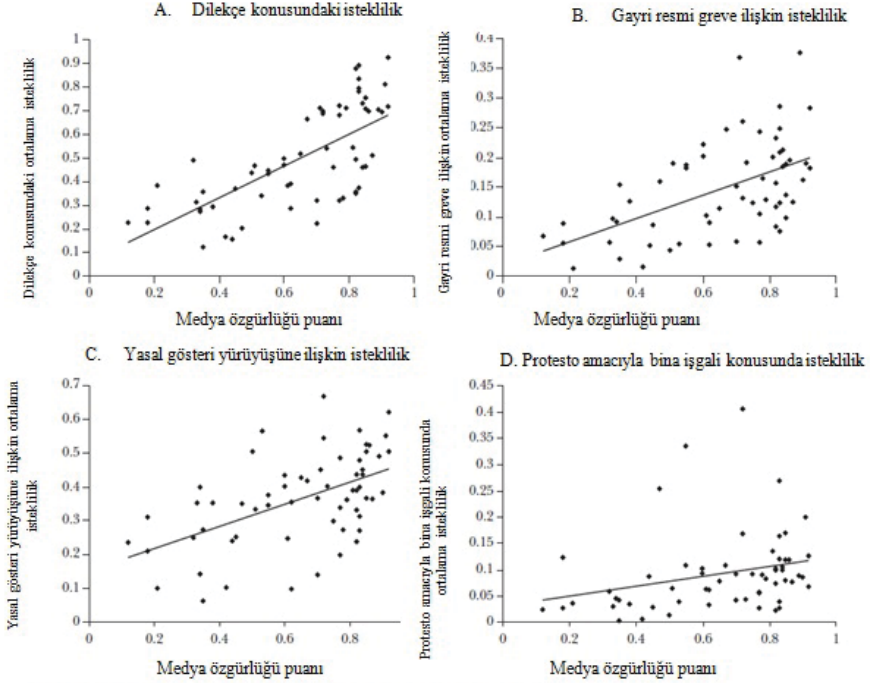 A. Dilekçe konusundaki isteklilik
Dilekçe konusundaki ortalama isteklilik
1
0.9
0.8
0.7
0.6
0.5
0.4
0.3
0.2
0.1
0
0 0.2 0.4 0.6 0.8 1
Medya özgürlüğü puanı
B. Gayri resmi greve ilişkin isteklilik
Gayri resmi greve ilişkin ortalama isteklilik
0.4
0.35
0.3
0.25
0.2
0.15
0.1
0.05
0
0 0.2 0.4 0.6 0.8 1
Medya özgürlüğü puanı
C. Yasal gösteri yürüyüşüne ilişkin isteklilik
Yasal gösteri yürüyüşüne ilişkin ortalama
isteklilik
0.7
0.6
0.5
0.4
0.3
0.2
0.1
0
0 0.2 0.4 0.6 0.8
Medya özgürlüğü puanı
D. Protesto amacıyla bina işgali konusunda isteklilik
Protesto amacıyla bina işgali konusunda
ortalama isteklilik
0.45
0.4
0.35
0.3
0.25
0.2
0.15
0.1
0.05
0
0 0.2 0.4 0.6 0.8 1
Medya özgürlüğü puanı